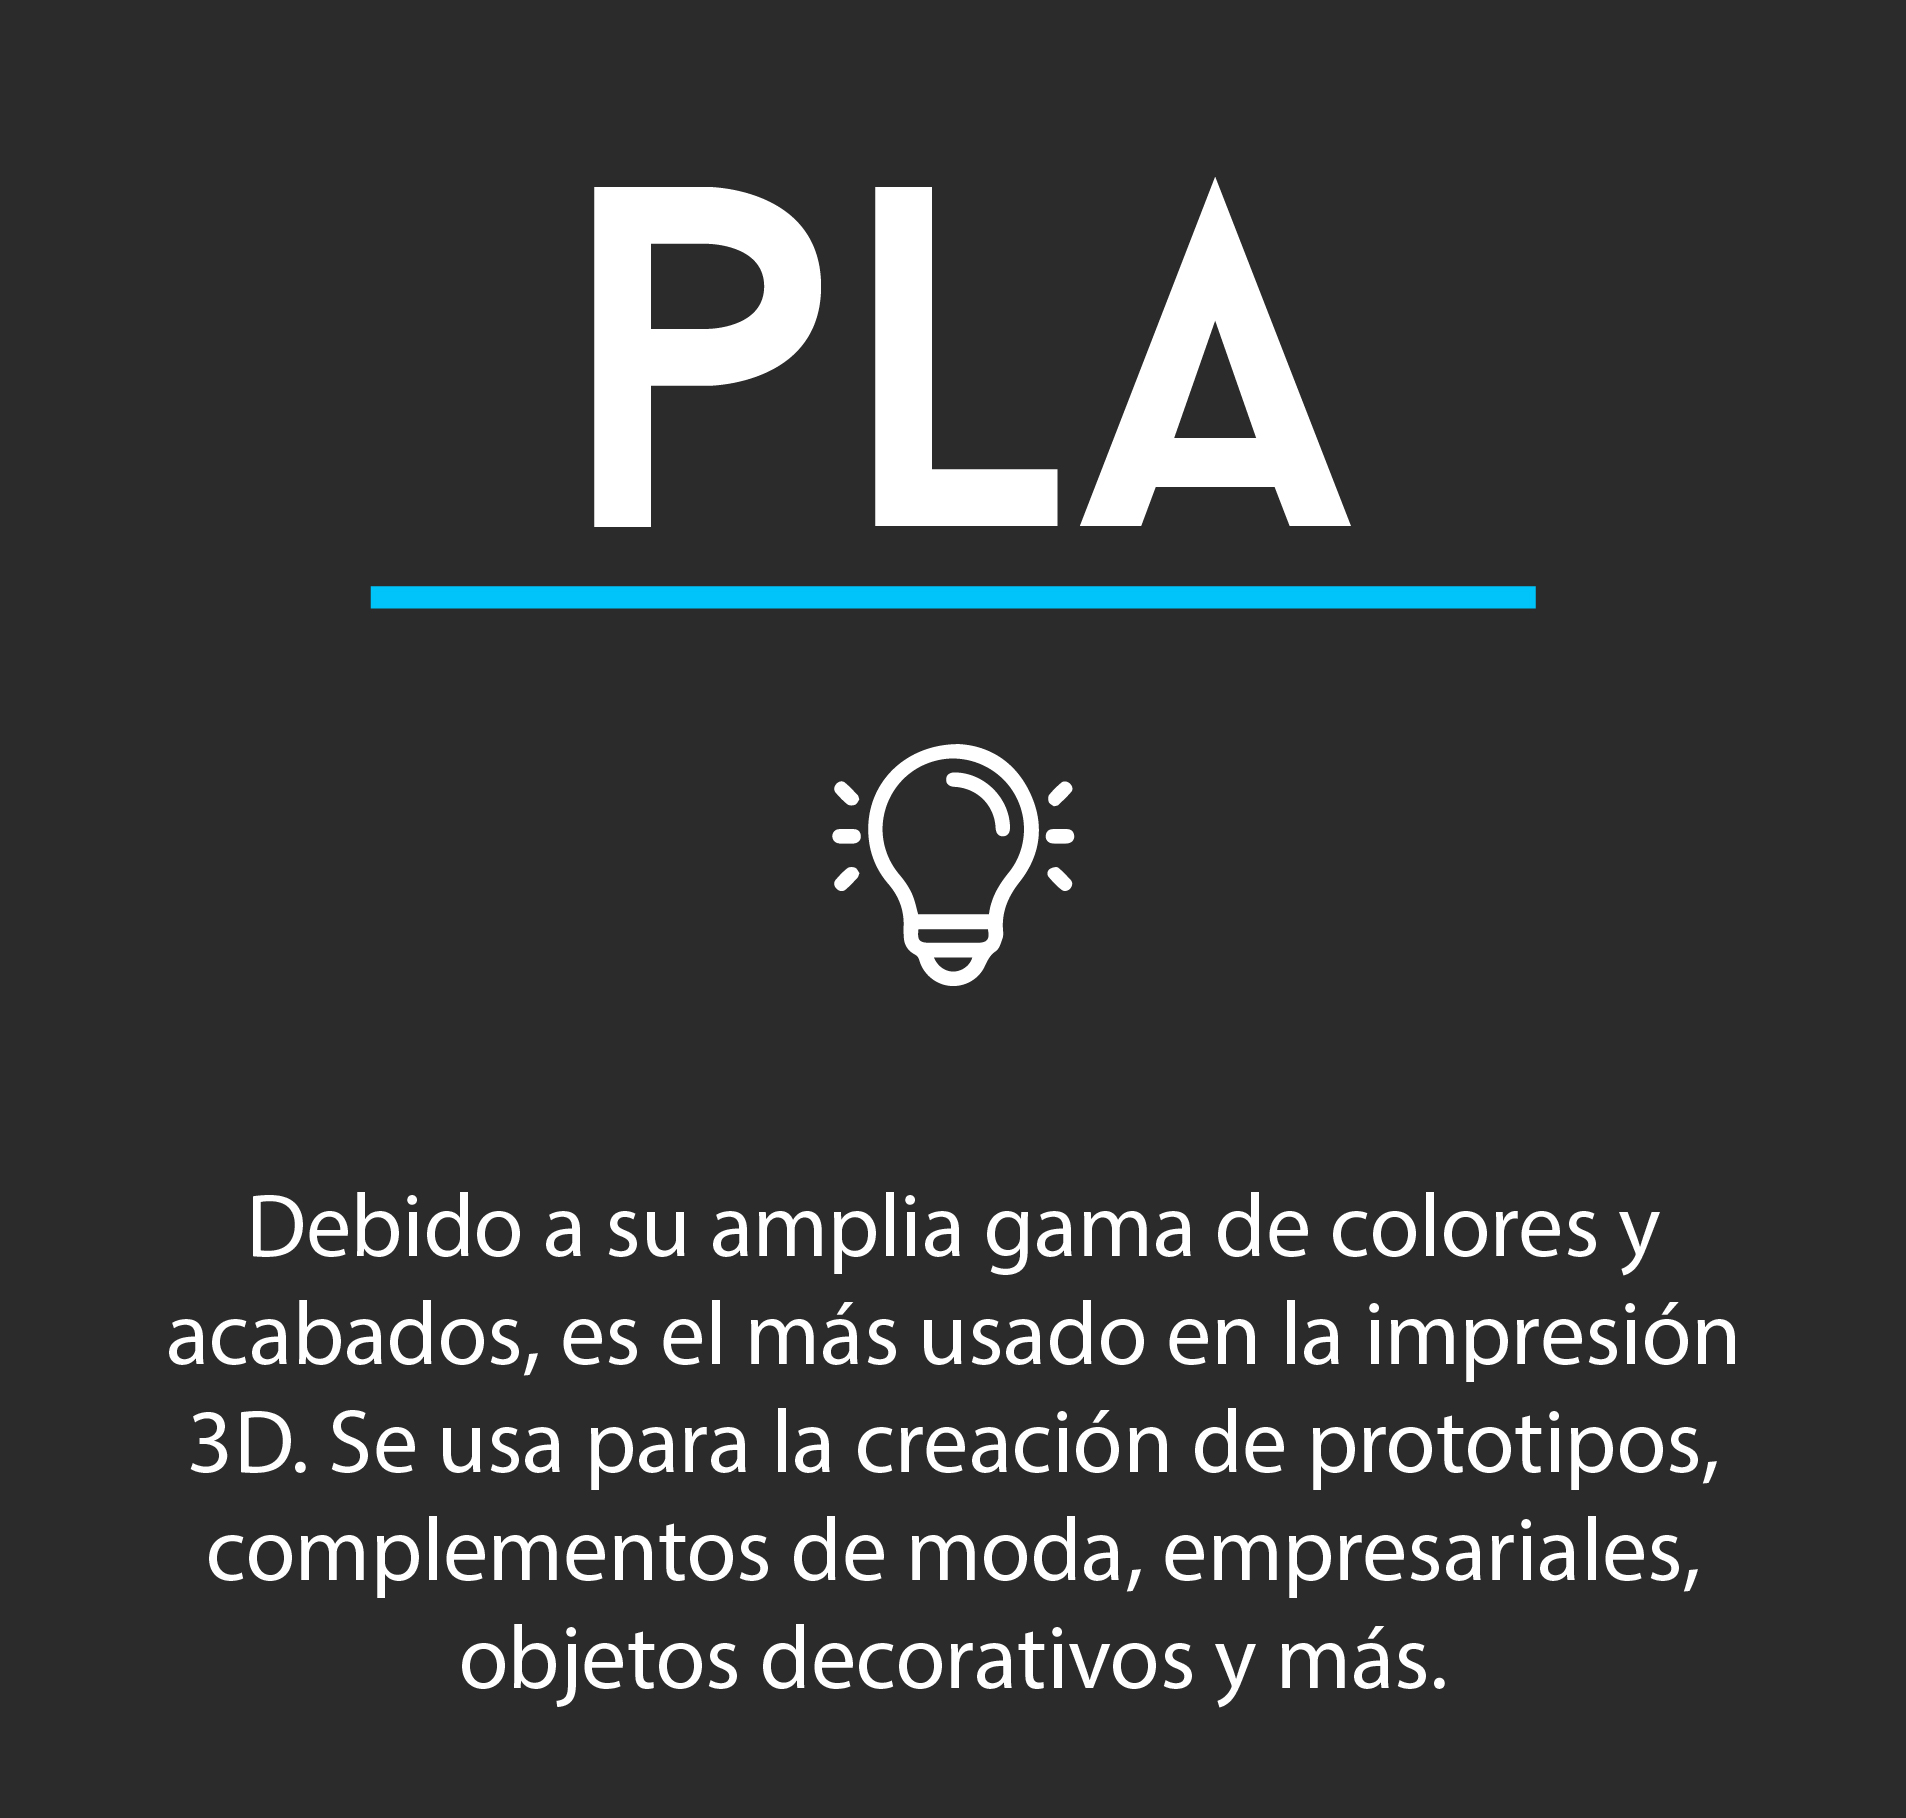 PLA
Debido a su amplia gama de colores y
acabados, es el más usado en la impresión
3D. Se usa para la creación de prototipos,
complementos de moda, empresariales,
objetos decorativos y más.